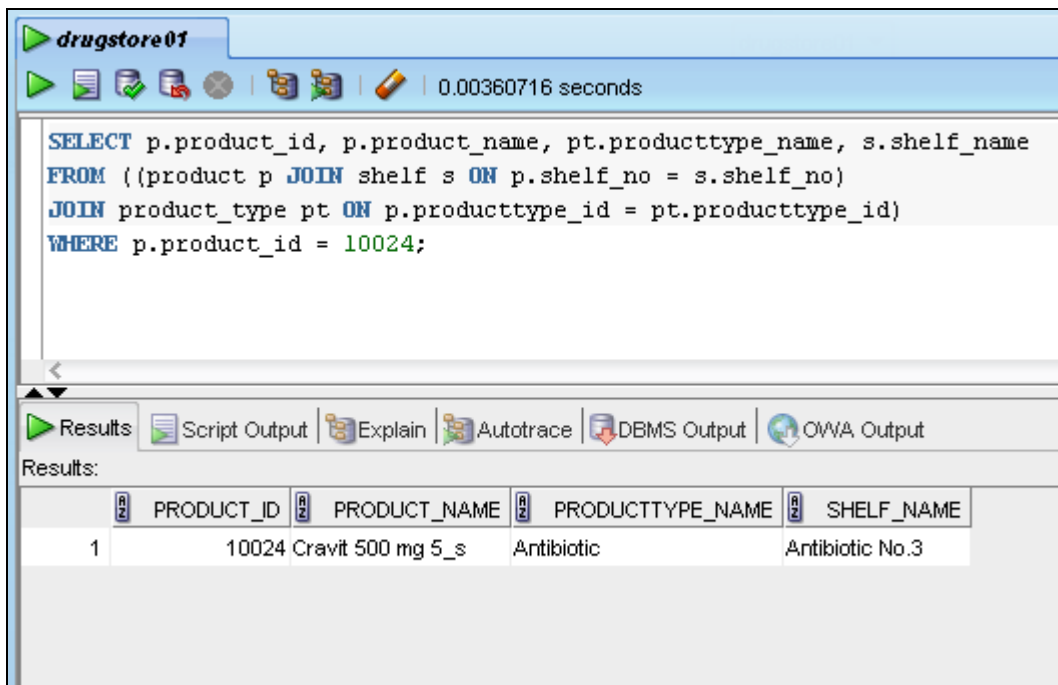 drugstore01
0.00360716 seconds
SELECT p.product_id, p.product_name, pt.producttype_name, s.shelf_name
FROM ((product p JOIN shelf s ON p.shelf_no = s.shelf_no)
JOIN product_type pt ON p.producttype_id = pt.producttype_id)
WHERE p.product_id = 10024;
Results Script Output Explain Autotrace DBMS Output OWA Output
Results:
PRODUCT_ID PRODUCT_NAME PRODUCTTYPE_NAME SHELF_NAME
1 10024 Cravit 500 mg 5_s Antibiotic Antibiotic No.3